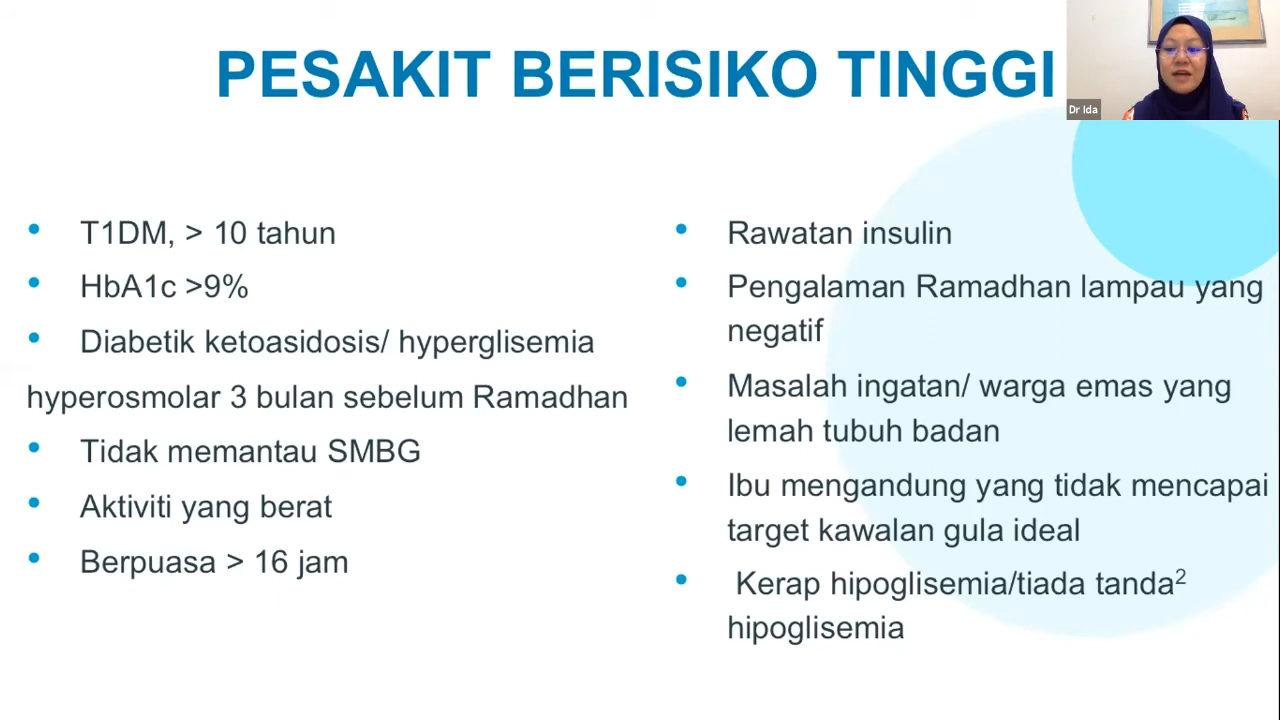 PESAKIT BERISIKO TINGGI
Dr Ida
• T1DM, > 10 tahun
• HbA1c >9%
• Diabetik ketoasidosis/ hyperglisemia
hyperosmolar 3 bulan sebelum Ramadhan
• Tidak memantau SMBG
• Aktiviti yang berat
• Berpuasa > 16 jam
• Rawatan insulin
• Pengalaman Ramadhan lampau yang
negatif
• Masalah ingatan/ warga emas yang
lemah tubuh badan
• Ibu mengandung yang tidak mencapai
target kawalan gula ideal
• Kerap hipoglisemia/tiada tanda²
hipoglisemia